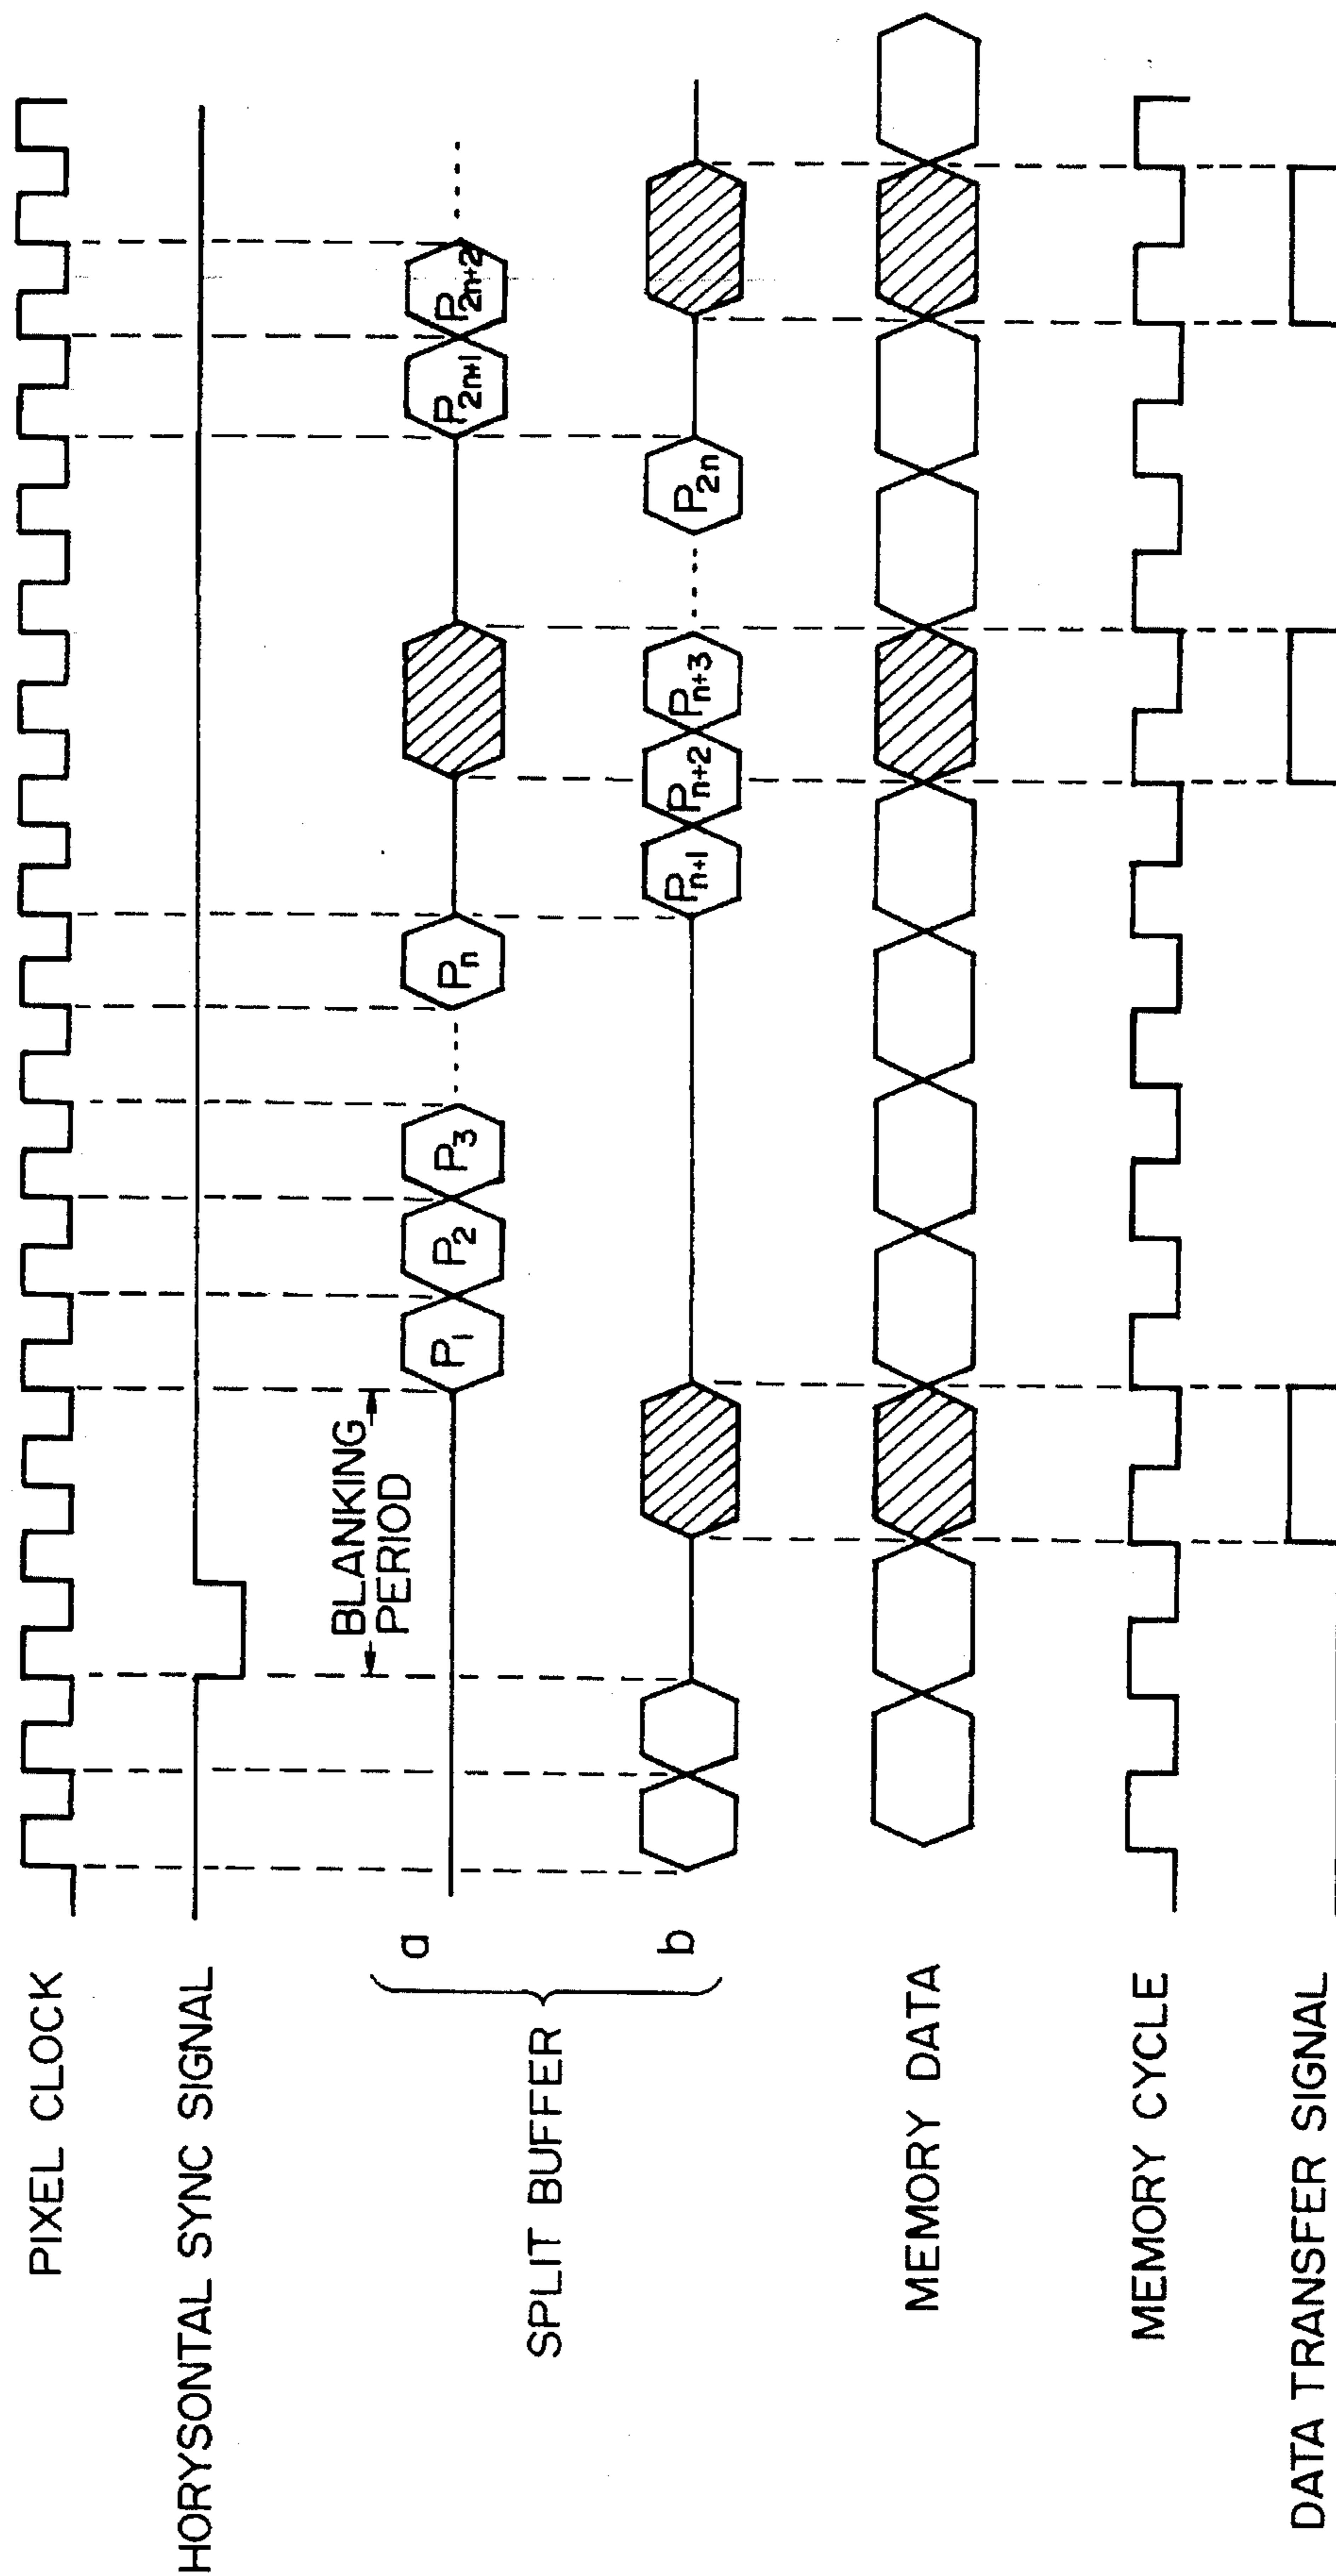 PIXEL CLOCK
HORYSONTAL SYNC SIGNAL
BLANKING
PERIOD
SPLIT BUFFER
a
P1 P2 P3 Pn P2n+1 P2n+2
b
Pn+1 Pn+2 Pn+3 P2n
MEMORY DATA
MEMORY CYCLE
DATA TRANSFER SIGNAL